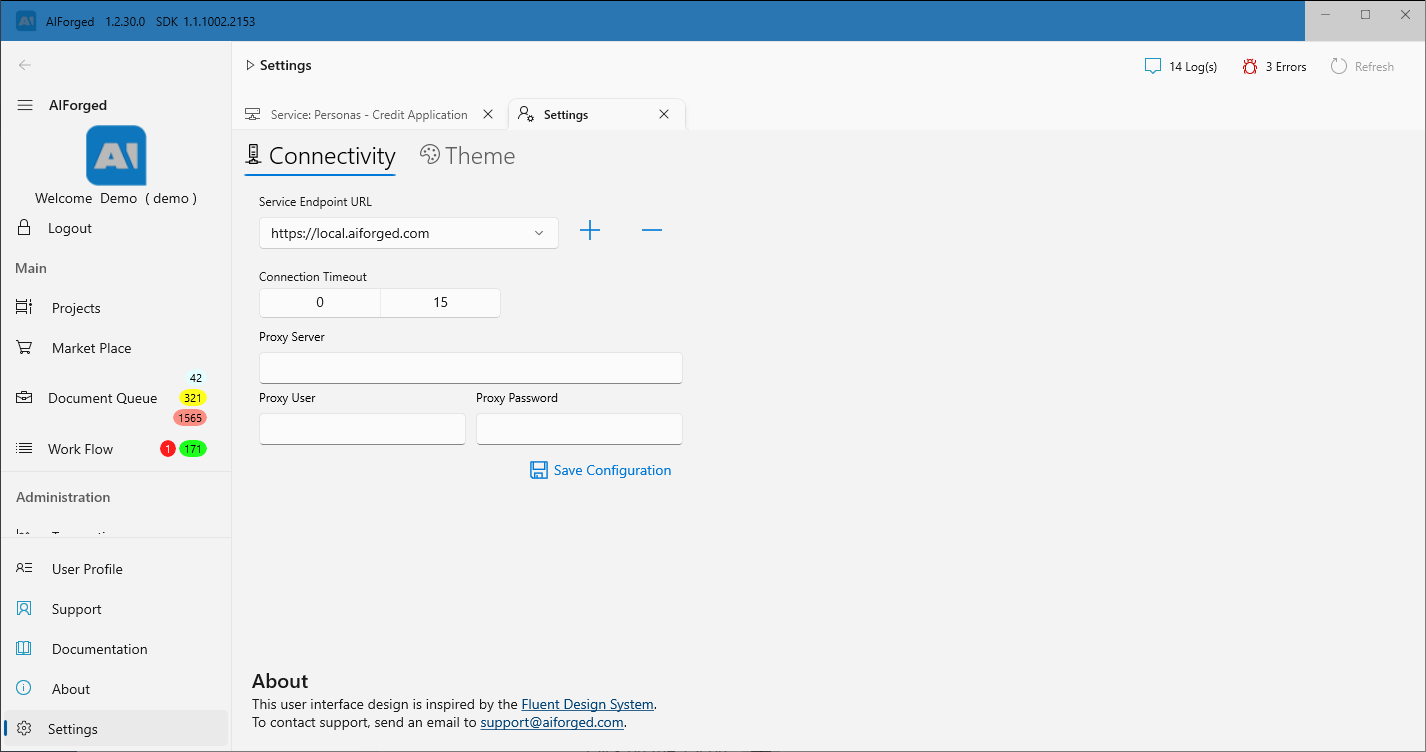 AIForged 1.2.30.0 SDK 1.1.1002.2153
Settings
14 Log(s)
3 Errors
Refresh
AIForged
AI
Welcome Demo ( demo )
Logout
Main
Projects
Market Place
42
Document Queue
321
1565
Work Flow
1
171
Administration
User Profile
Support
Documentation
About
Settings
Service: Personas - Credit Application
Settings
Connectivity
Theme
Service Endpoint URL
https://local.aiforged.com
Connection Timeout
0 15
Proxy Server
Proxy User
Proxy Password
Save Configuration
About
This user interface design is inspired by the Fluent Design System.
To contact support, send an email to support@aiforged.com.